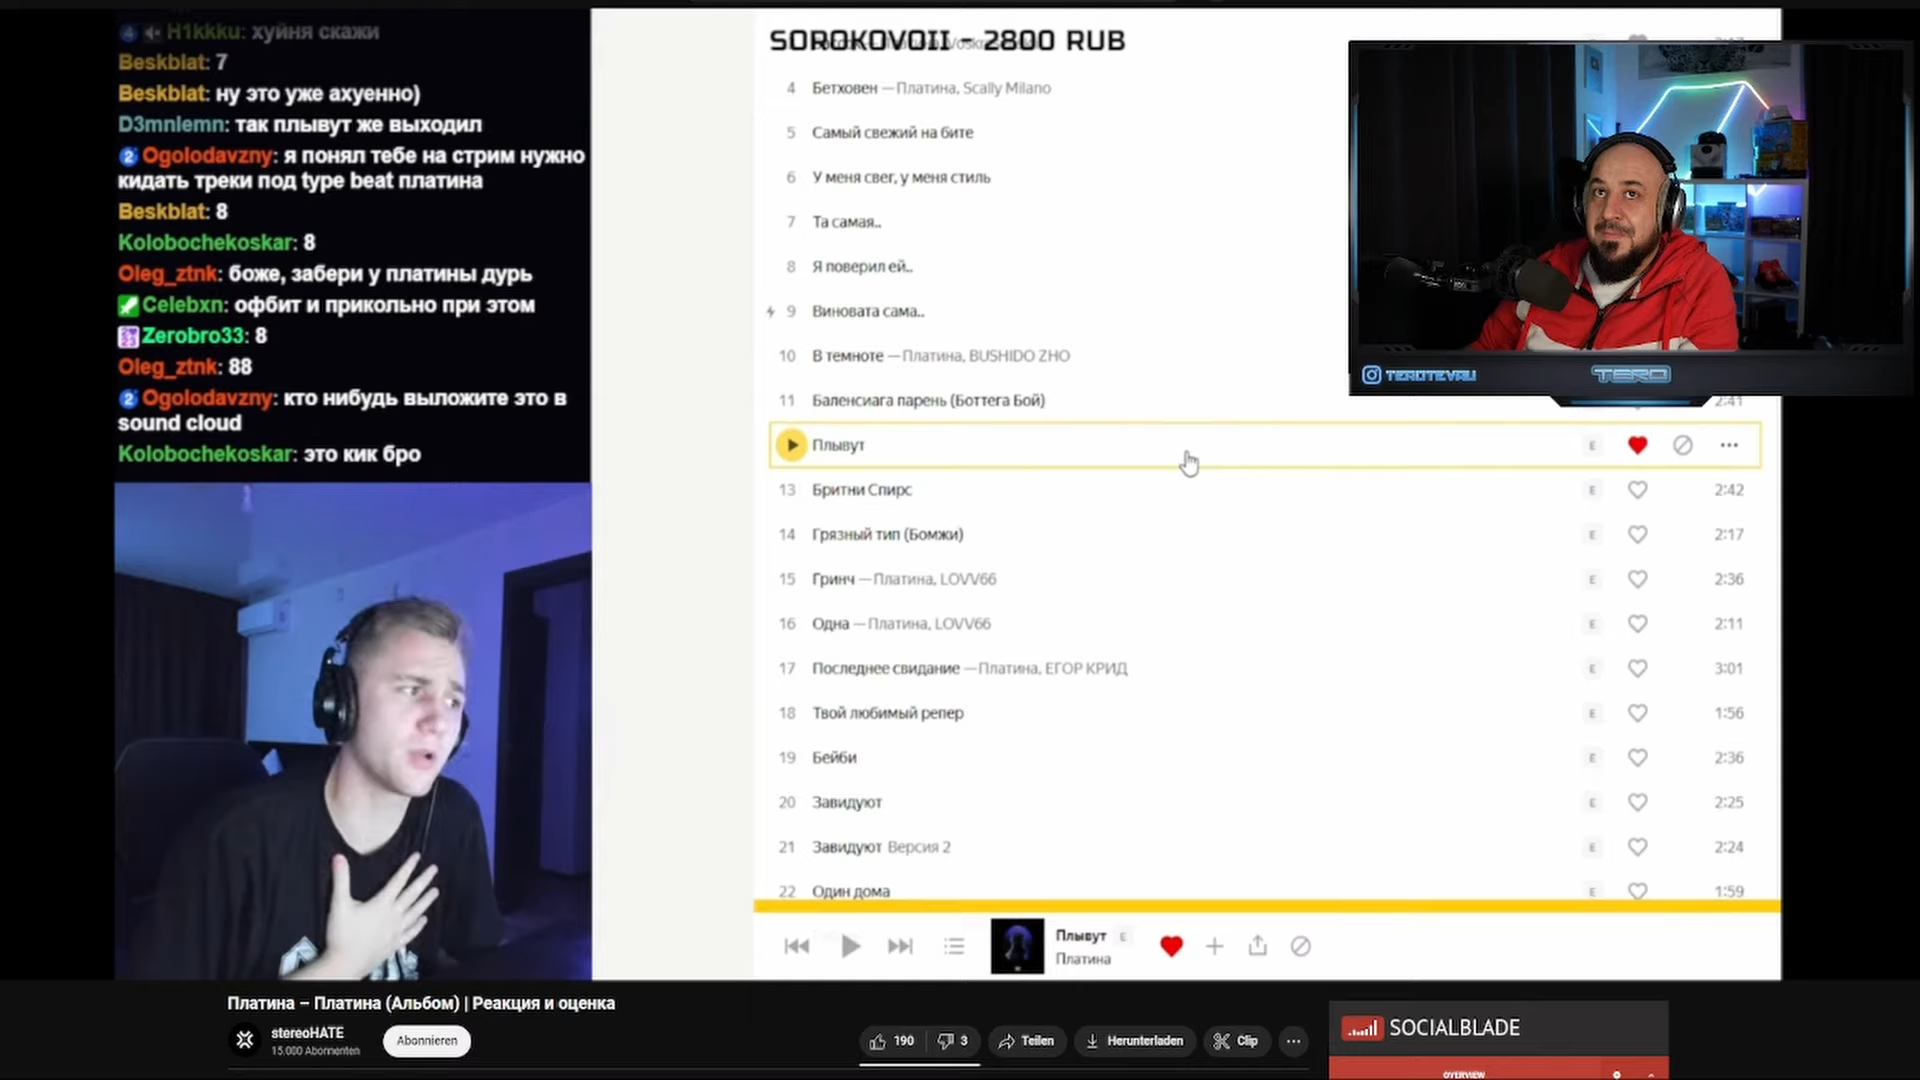 H1kkku: хуйня скажи
Beskblat: 7
Beskblat: ну это уже ахуенно)
D3mnlemn: так плывут же выходил
2 Ogolodavzny: я понял тебе на стрим нужно
кидать треки под type beat платина
Beskblat: 8
Kolobochekoskar: 8
Oleg_ztnk: боже, забери у платины дурь
Celebxn: офбит и прикольно при этом
Zerobro33: 8
Oleg_ztnk: 88
2 Ogolodavzny: кто нибудь выложите это в
sound cloud
Kolobochekoskar: это кик бро
SOROKOVOII - 2800 RUB
4 Бетховен — Платина, Scally Milano
5 Самый свежий на бите
6 У меня свег, у меня стиль
7 Та самая..
8 Я поверил ей..
9 Виновата сама..
10 В темноте — Платина, BUSHIDO ZHO
11 Баленсиага парень (Боттега Бой) 2:41
Плывут E
13 Бритни Спирс E 2:42
14 Грязный тип (Бомжи) E 2:17
15 Гринч — Платина, LOVV66 E 2:36
16 Одна — Платина, LOVV66 E 2:11
17 Последнее свидание — Платина, ЕГОР КРИД E 3:01
18 Твой любимый репер E 1:56
19 Бейби E 2:36
20 Завидуют E 2:25
21 Завидуют Версия 2 E 2:24
22 Один дома E 1:59
Плывут E
Платина
TEROTEVAU
TERO
Платина – Платина (Альбом) | Реакция и оценка
stereoHATE
15.000 Abonnenten
Abonnieren
190
3
Teilen
Herunterladen
Clip
SOCIALBLADE
OVERVIEW